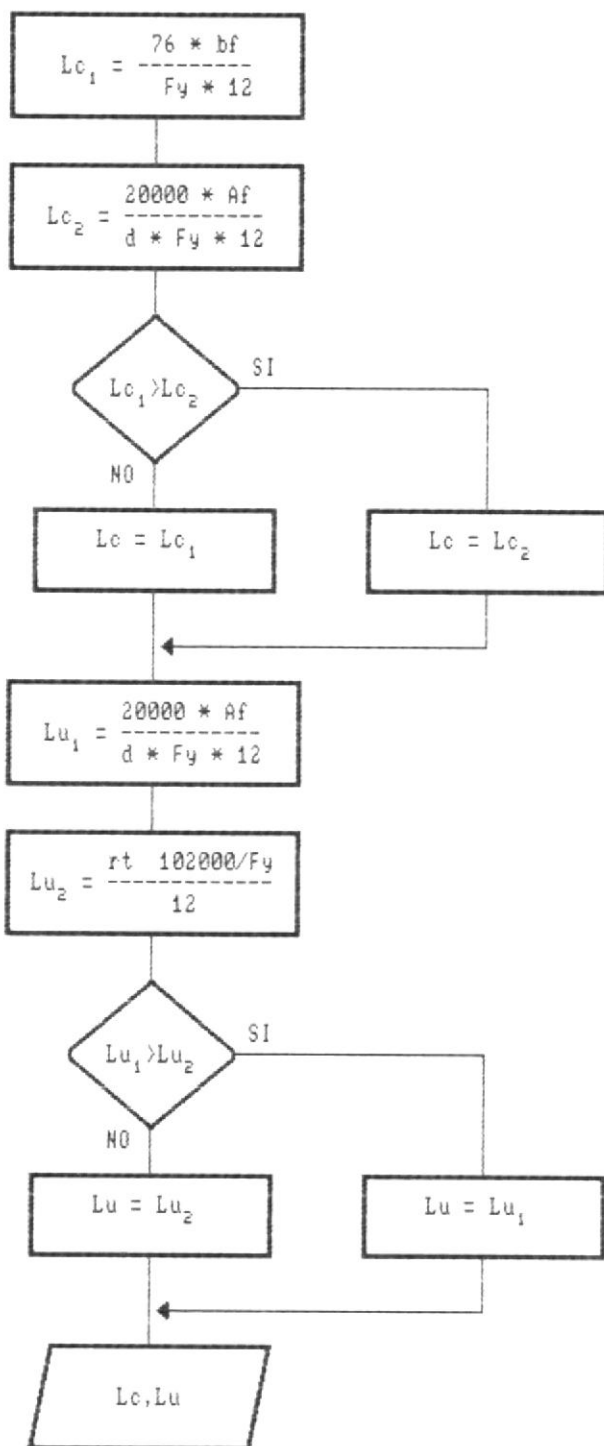 76 * bf
Lc₁ = ---------
Fy * 12
20000 * Af
Lc₂ = -----------
d * Fy * 12
Lc₁>Lc₂
SI
NO
Lc = Lc₁
Lc = Lc₂
20000 * Af
Lu₁ = -----------
d * Fy * 12
rt 102000/Fy
Lu₂ = ------------
12
Lu₁>Lu₂
SI
NO
Lu = Lu₂
Lu = Lu₁
Lc,Lu